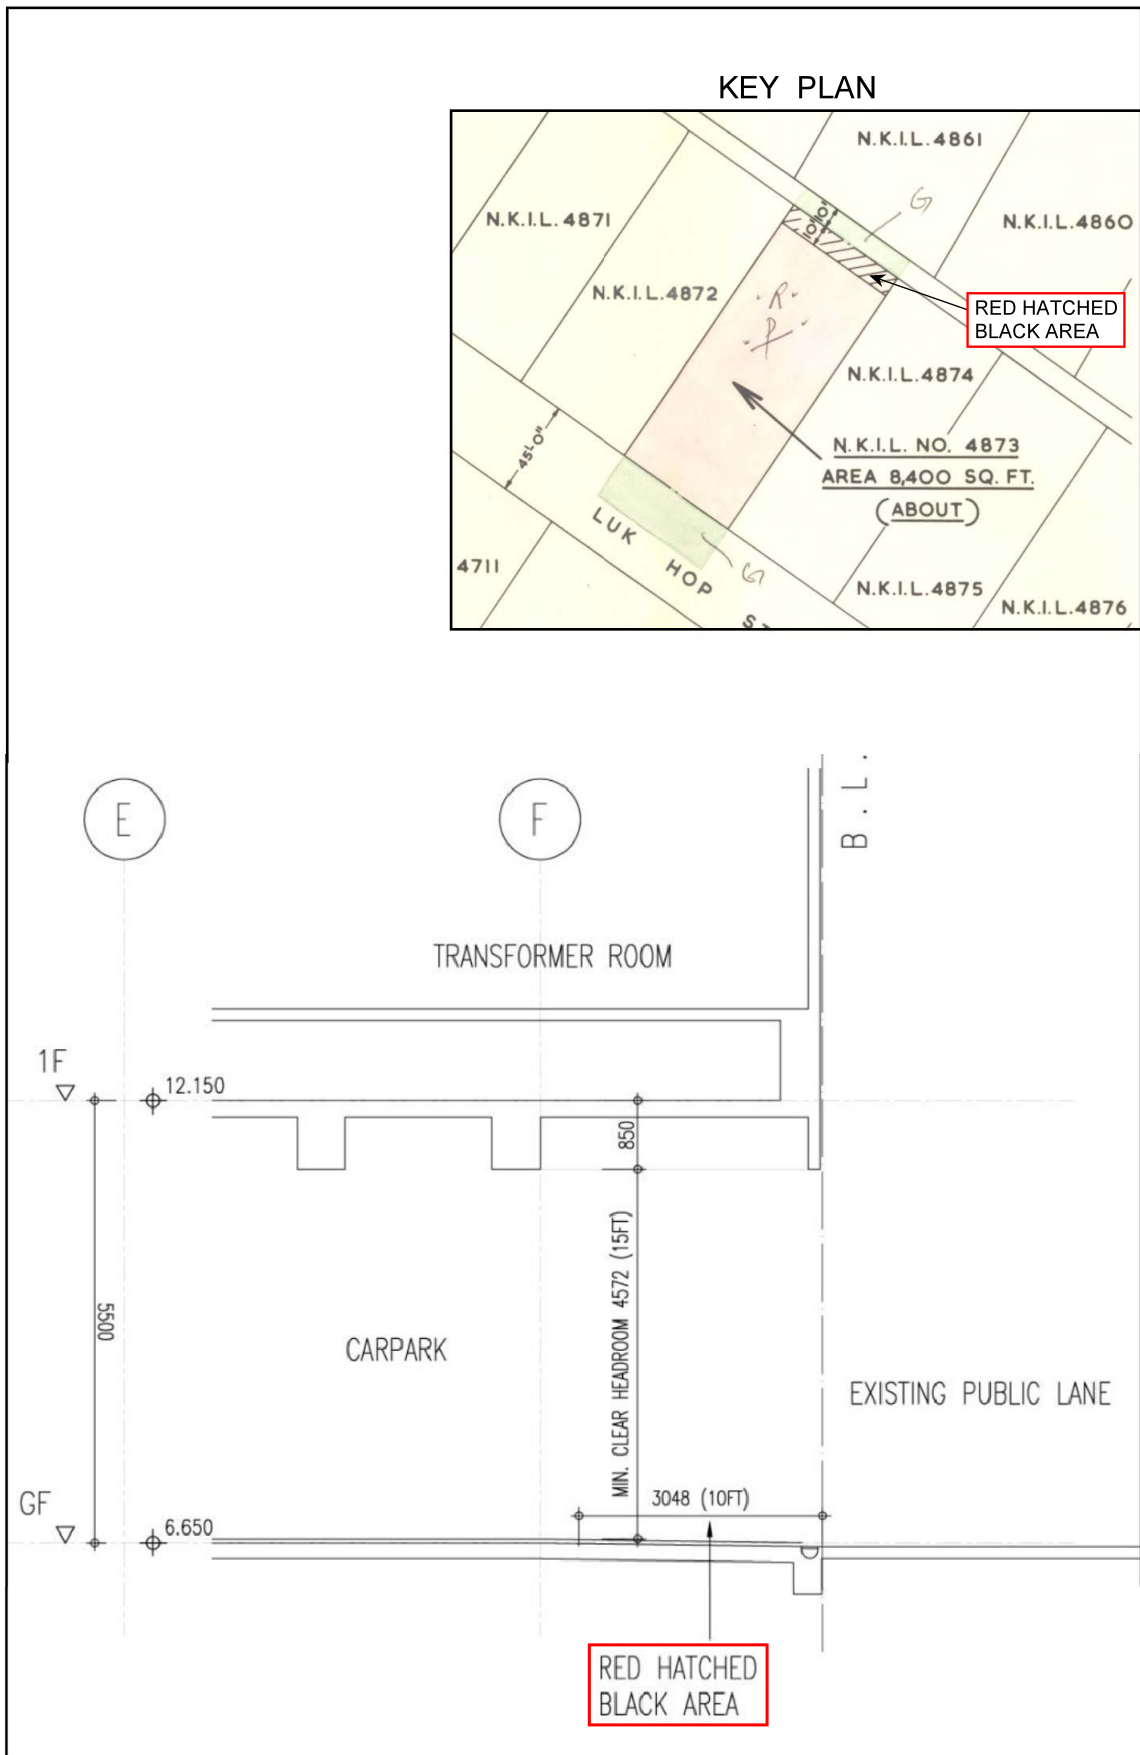 KEY PLAN
N.K.I.L. 4861
G
N.K.I.L. 4871
10' 10'
N.K.I.L. 4860
N.K.I.L. 4872
R
P
RED HATCHED
BLACK AREA
N.K.I.L. 4874
45'-0"
N.K.I.L. NO. 4873
AREA 8,400 SQ. FT.
(ABOUT)
LUK HOP
G
4711
N.K.I.L. 4875
N.K.I.L. 4876
E
F
B.L.
TRANSFORMER ROOM
1F
12.150
850
MIN. CLEAR HEADROOM 4572 (15FT)
5500
CARPARK
EXISTING PUBLIC LANE
3048 (10FT)
GF
6.650
RED HATCHED
BLACK AREA